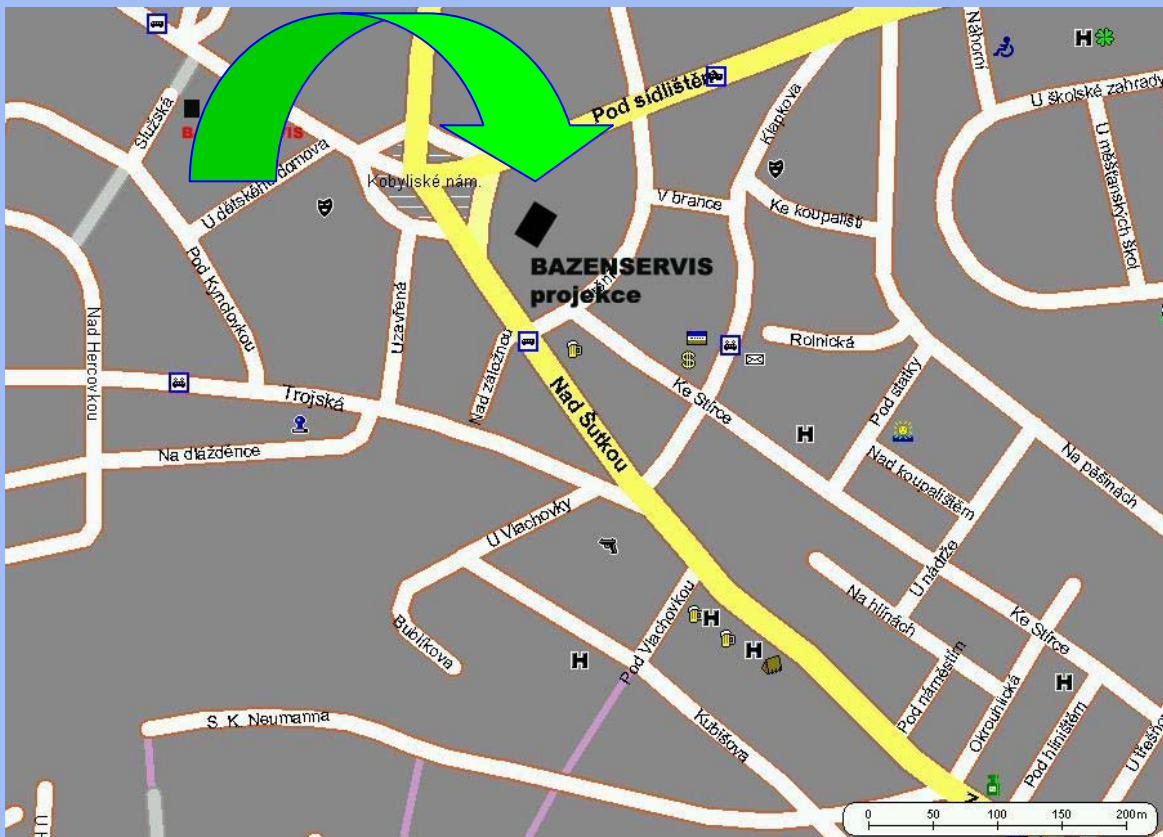 H
Náhorní
Pod sídlištěm
U školské zahrady
Služská
Klapkova
U měšťanských škol
U dětského domova
Kobyliské nám.
V brance
Ke koupališti
Pod Kynclovkou
BAZENSERVIS
projekce
Uzavřená
Nad Hercovkou
Nad záložnou
Rolnická
$
Trojská
Nad Šutkou
Ke Stírce
Pod statky
H
Na dlážděnce
Nad koupalištěm
Na pěšinách
U Vlachovky
U nádrže
Na hlínách
Ke Stírce
Bublíkova
H
H
H
Pod Vlachovkou
Pod náměstím
Okrouhlická
H
Pod hliništěm
S. K. Neumanna
Kubišova
0 50 100 150 200m